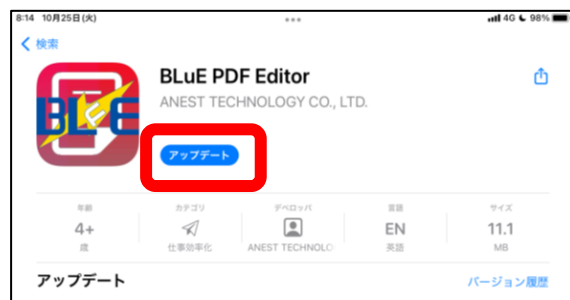 8:14 10月25日(火)
4G 98%
検索
BLuE PDF Editor
ANEST TECHNOLOGY CO., LTD.
BLuE
アップデート
年齢 カテゴリ デベロッパ 言語 サイズ
4+ EN 11.1
歳 仕事効率化 ANEST TECHNOLO 英語 MB
アップデート バージョン履歴